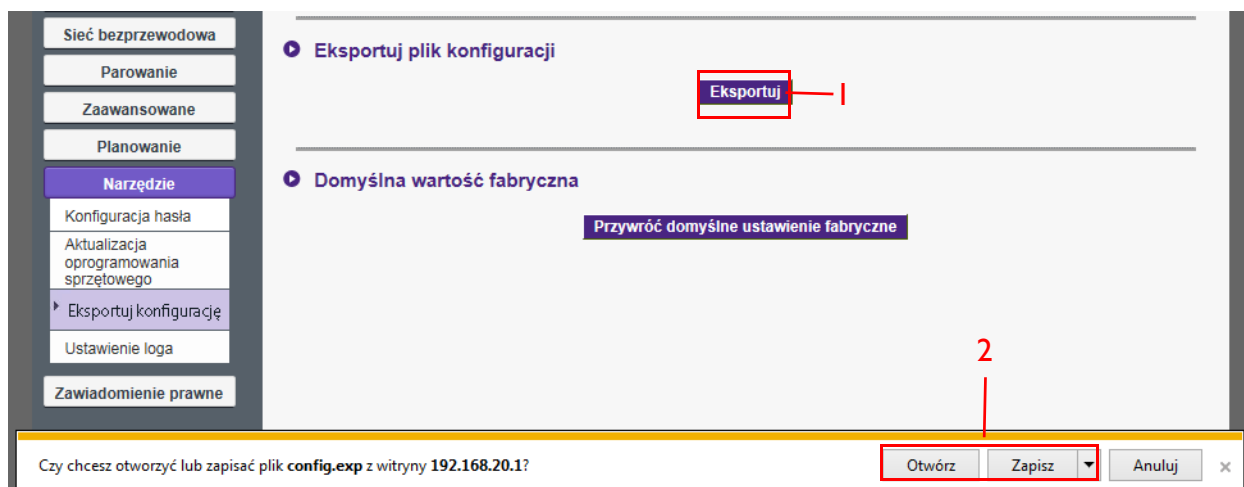 Sieć bezprzewodowa
Parowanie
Zaawansowane
Planowanie
Narzędzie
Konfiguracja hasła
Aktualizacja
oprogramowania
sprzętowego
Eksportuj konfigurację
Ustawienie loga
Zawiadomienie prawne
Eksportuj plik konfiguracji
Eksportuj
1
Domyślna wartość fabryczna
Przywróć domyślne ustawienie fabryczne
2
Czy chcesz otworzyć lub zapisać plik config.exp z witryny 192.168.20.1?
Otwórz
Zapisz
Anuluj